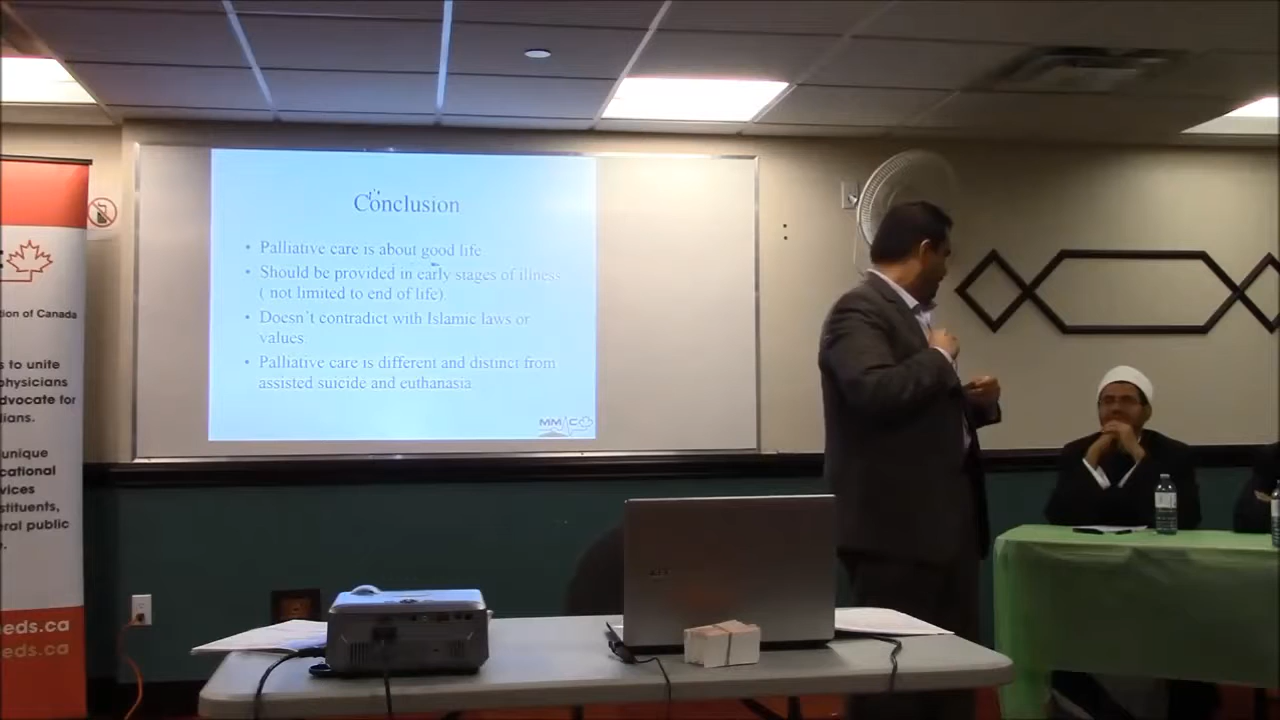 Conclusion
• Palliative care is about good life
• Should be provided in early stages of illness
( not limited to end of life).
• Doesn't contradict with Islamic laws or
values
• Palliative care is different and distinct from
assisted suicide and euthanasia
MM C
tion of Canada
s to unite
physicians
dvocate for
lians.
unique
cational
vices
stituents,
eral public
eds.ca
eds.ca